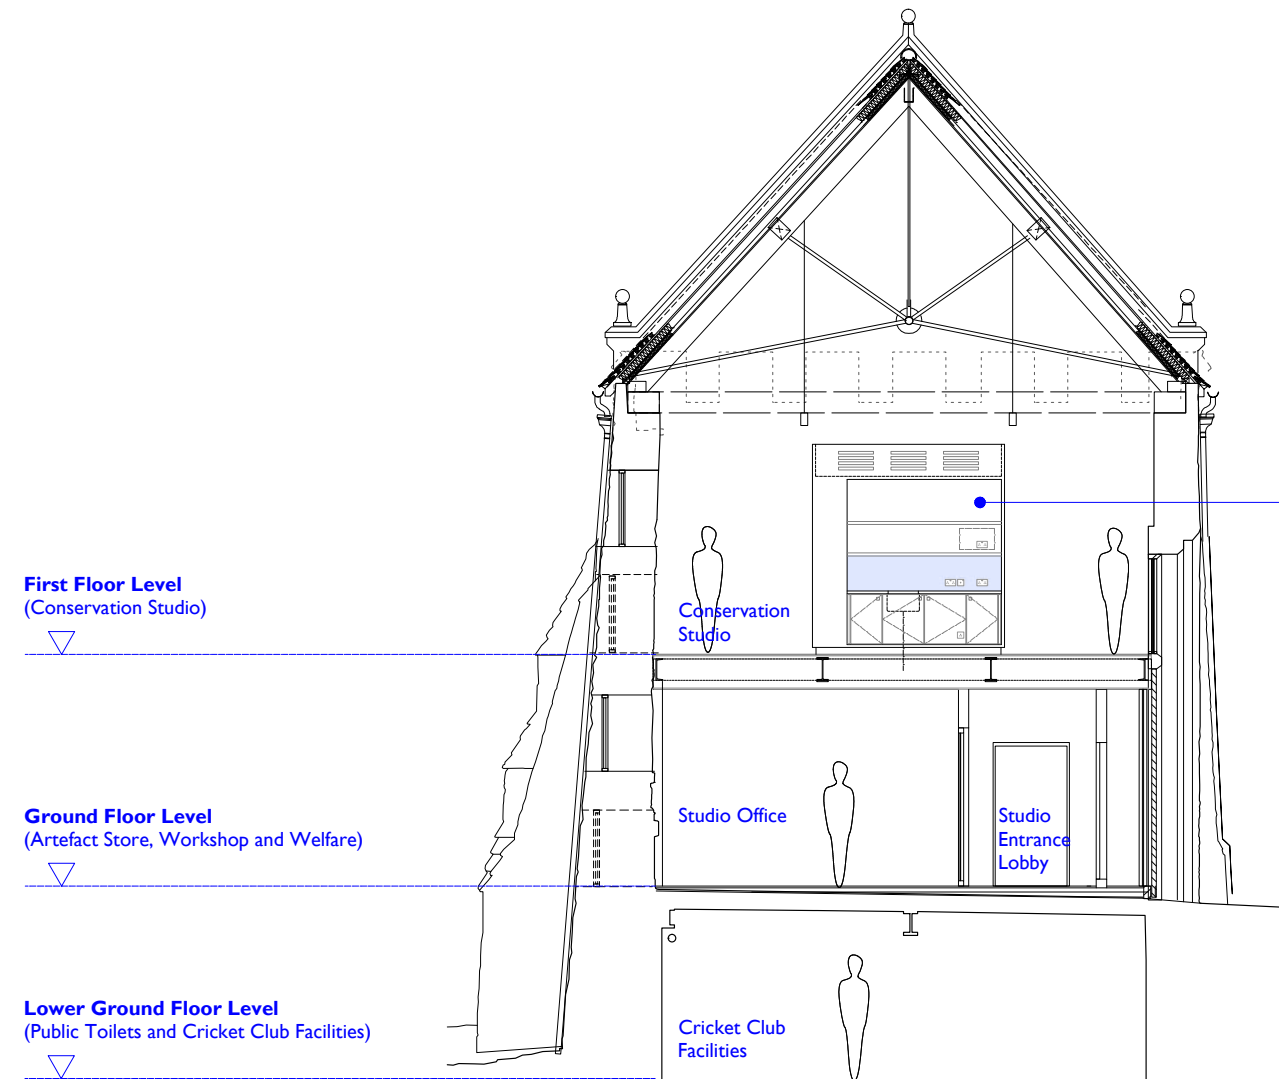 First Floor Level
(Conservation Studio)
Conservation
Studio
Ground Floor Level
(Artefact Store, Workshop and Welfare)
Studio Office
Studio
Entrance
Lobby
Lower Ground Floor Level
(Public Toilets and Cricket Club Facilities)
Cricket Club
Facilities